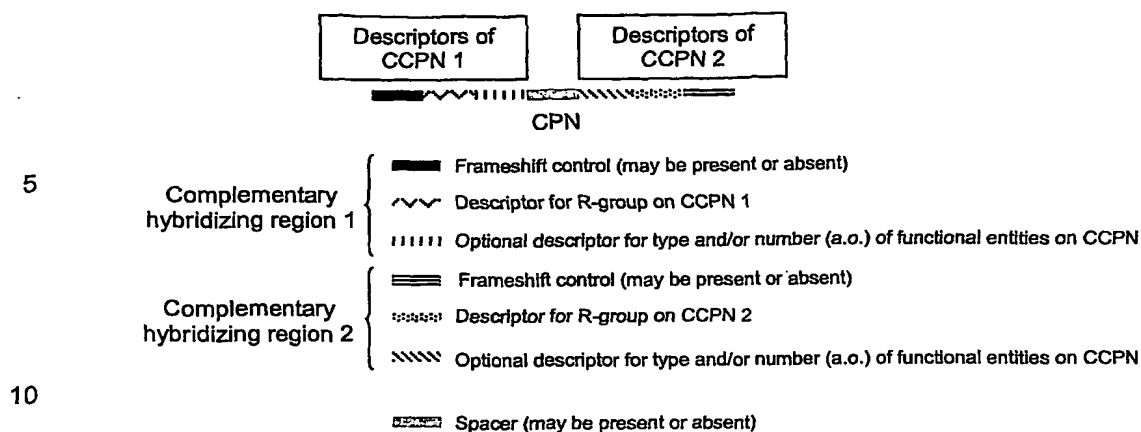 Descriptors of
CCPN 1
Descriptors of
CCPN 2
CPN
5
Complementary
hybridizing region 1
Frameshift control (may be present or absent)
Descriptor for R-group on CCPN 1
Optional descriptor for type and/or number (a.o.) of functional entities on CCPN
Complementary
hybridizing region 2
Frameshift control (may be present or absent)
Descriptor for R-group on CCPN 2
Optional descriptor for type and/or number (a.o.) of functional entities on CCPN
10
Spacer (may be present or absent)